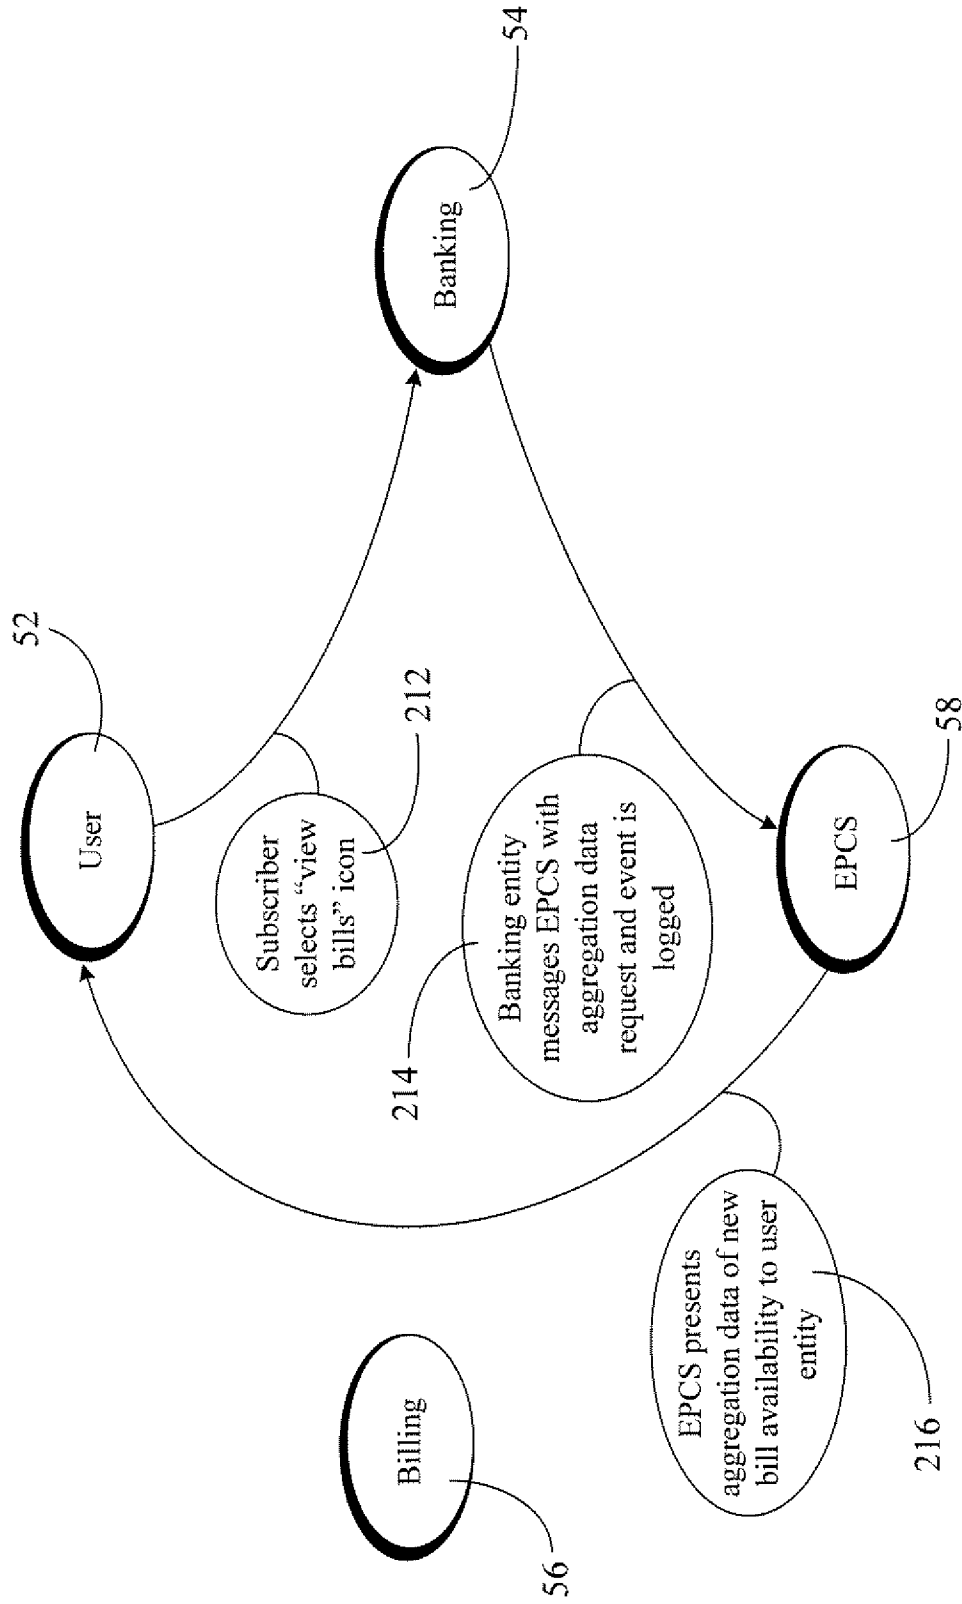 52
User
54
Banking
Subscriber
selects “view
bills” icon
212
214
Banking entity
messages EPCS with
aggregation data
request and event is
logged
Billing
56
EPCS
58
EPCS presents
aggregation data of new
bill availability to user
entity
216